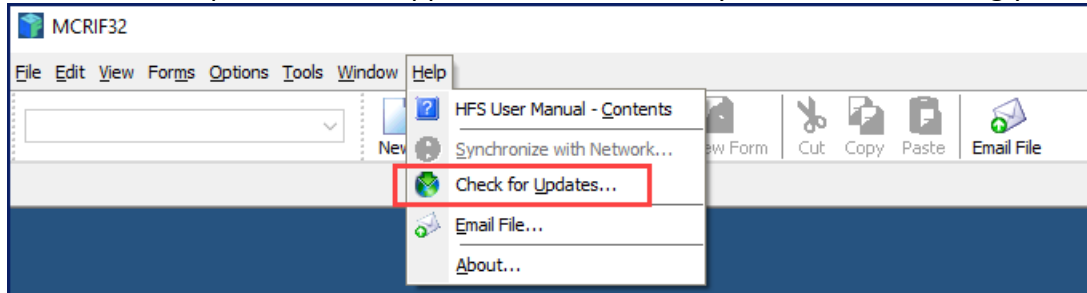 MCRIF32
File Edit View Forms Options Tools Window Help
HFS User Manual - Contents
New
Synchronize with Network...
Form Cut Copy Paste Email File
Check for Updates...
Email File...
About...